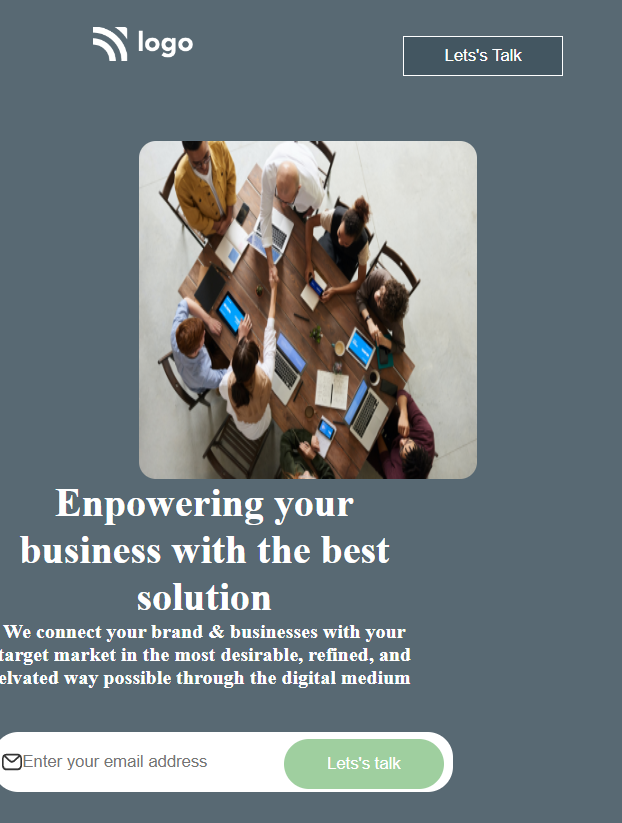 logo
Lets's Talk
Enpowering your
business with the best
solution
We connect your brand & businesses with your
target market in the most desirable, refined, and
elvated way possible through the digital medium
Enter your email address
Lets's talk